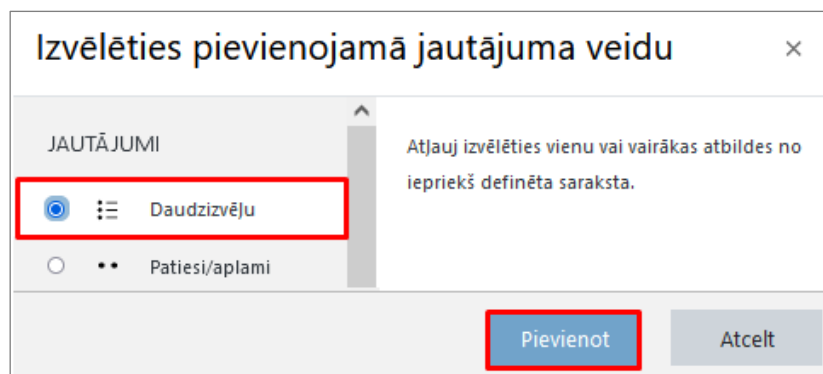 Izvēlēties pievienojamā jautājuma veidu
JAUTĀJUMI
Daudzizvēļu
Patiesi/aplami
Atļauj izvēlēties vienu vai vairākas atbildes no
iepriekš definēta saraksta.
Pievienot
Atcelt